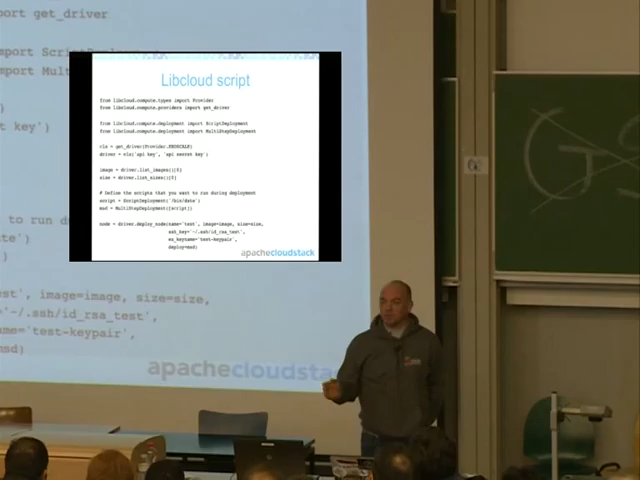 Libcloud script
from libcloud.compute.types import Provider
from libcloud.compute.providers import get_driver
from libcloud.compute.deployment import ScriptDeployment
from libcloud.compute.deployment import MultiStepDeployment
cls = get_driver(Provider.EXOSCALE)
driver = cls('api key', 'api secret key')
image = driver.list_images()[0]
size = driver.list_sizes()[0]
# Define the scripts that you want to run during deployment
script = ScriptDeployment('/bin/date')
msd = MultiStepDeployment([script])
node = driver.deploy_node(name='test', image=image, size=size,
ssh_key='~/.ssh/id_rsa_test',
ex_keyname='test-keypair',
deploy=msd)
apachecloudstack
port get_driver
mport Scrip
mport Mult
t key')
to run d
ate')
est', image=image, size=size,
='~/.ssh/id_rsa_test',
ame='test-keypair',
msd)
apachecloudsta
GS